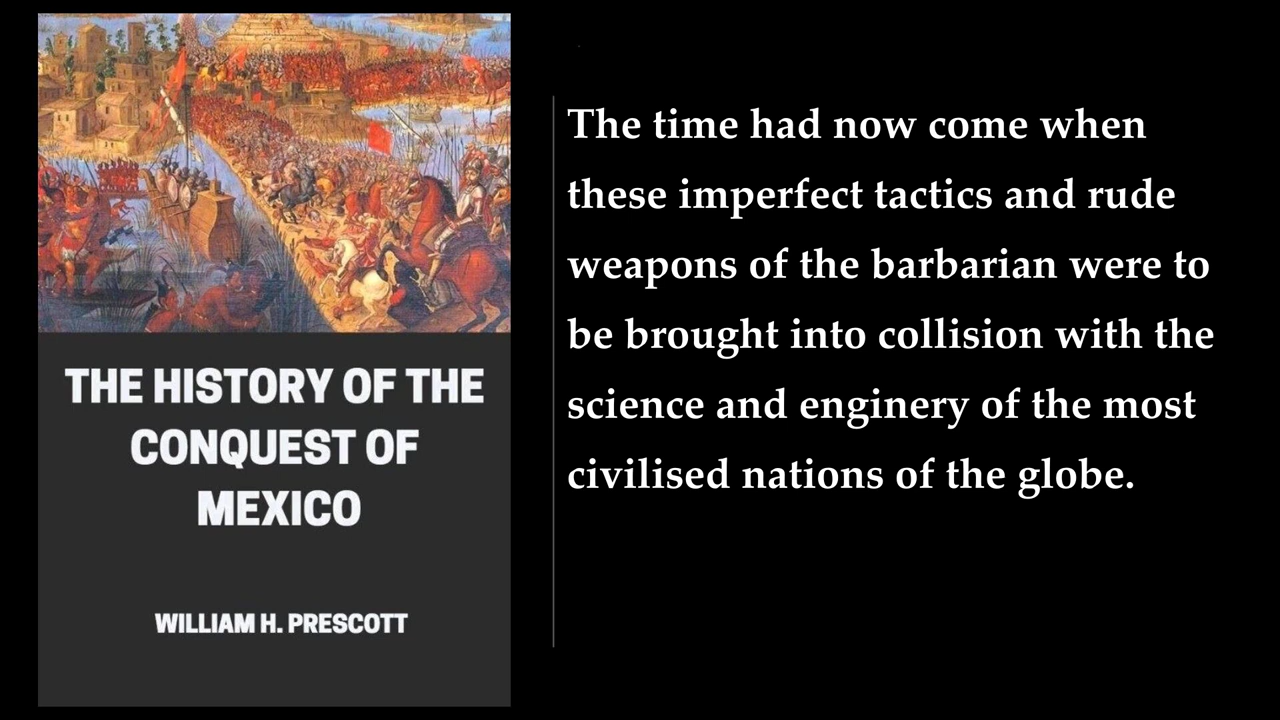 THE HISTORY OF THE
CONQUEST OF
MEXICO
WILLIAM H. PRESCOTT
The time had now come when
these imperfect tactics and rude
weapons of the barbarian were to
be brought into collision with the
science and enginery of the most
civilised nations of the globe.